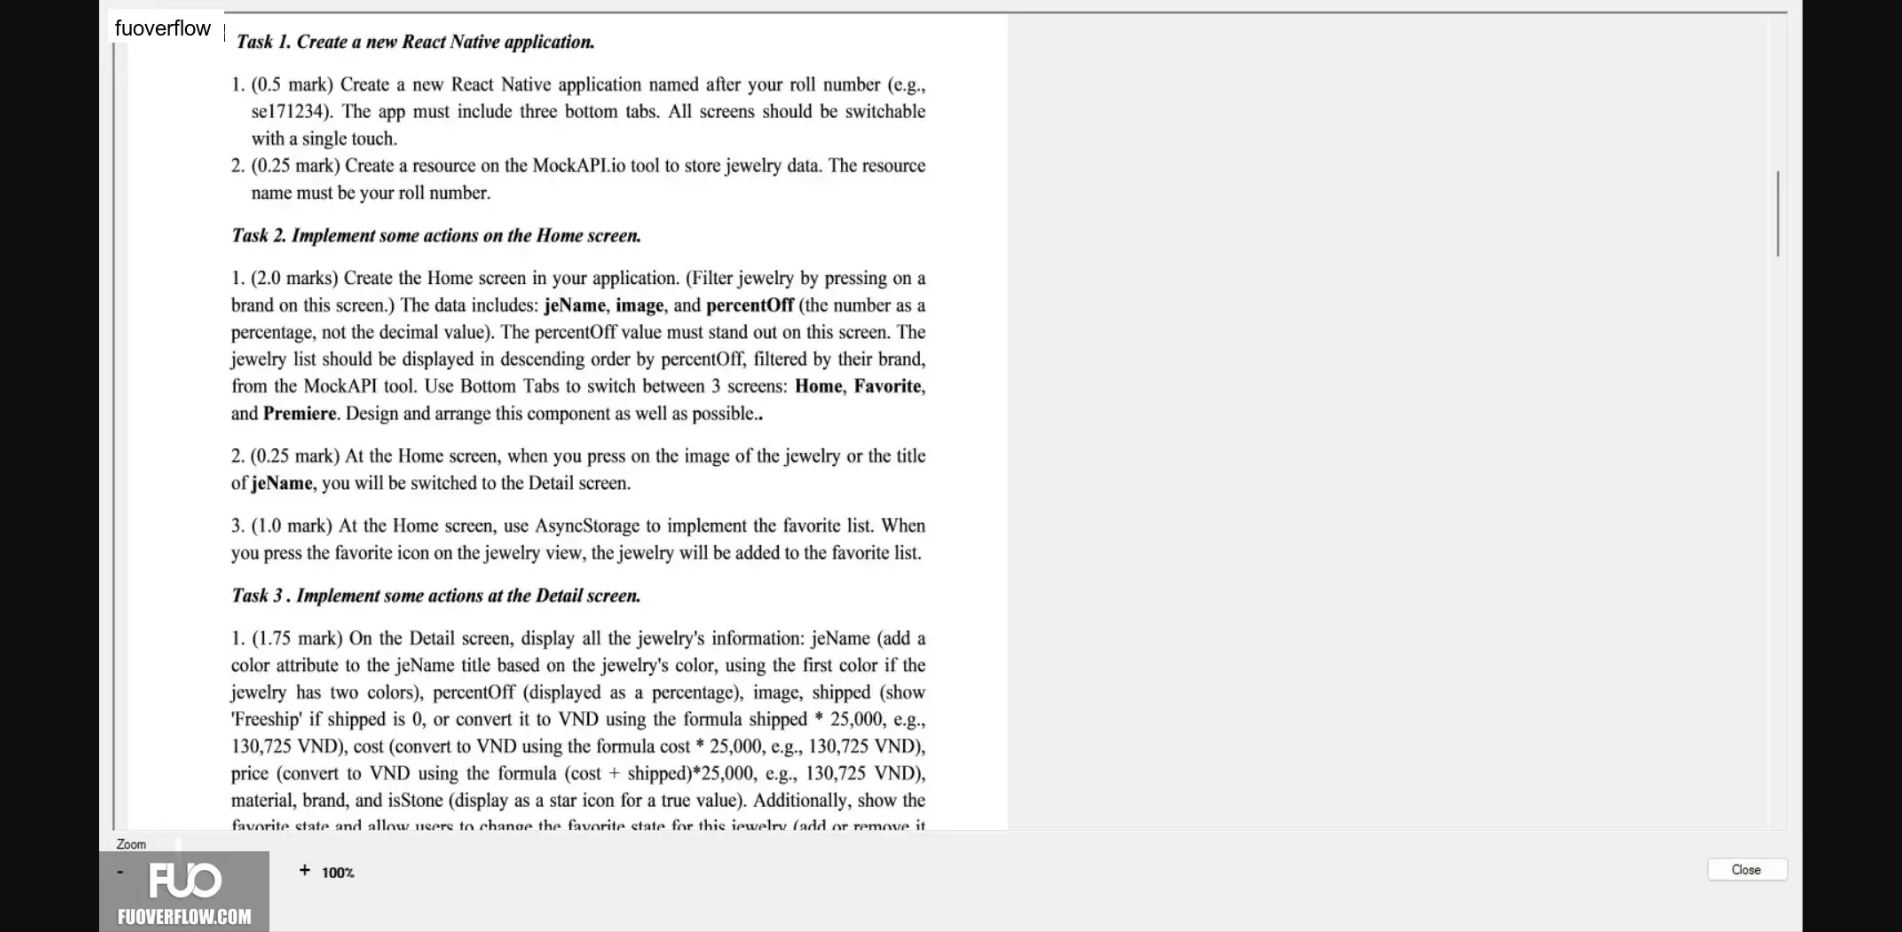 fuoverflow
Task 1. Create a new React Native application.
1. (0.5 mark) Create a new React Native application named after your roll number (e.g.,
se171234). The app must include three bottom tabs. All screens should be switchable
with a single touch.
2. (0.25 mark) Create a resource on the MockAPI.io tool to store jewelry data. The resource
name must be your roll number.
Task 2. Implement some actions on the Home screen.
1. (2.0 marks) Create the Home screen in your application. (Filter jewelry by pressing on a
brand on this screen.) The data includes: jeName, image, and percentOff (the number as a
percentage, not the decimal value). The percentOff value must stand out on this screen. The
jewelry list should be displayed in descending order by percentOff, filtered by their brand,
from the MockAPI tool. Use Bottom Tabs to switch between 3 screens: Home, Favorite,
and Premiere. Design and arrange this component as well as possible..
2. (0.25 mark) At the Home screen, when you press on the image of the jewelry or the title
of jeName, you will be switched to the Detail screen.
3. (1.0 mark) At the Home screen, use AsyncStorage to implement the favorite list. When
you press the favorite icon on the jewelry view, the jewelry will be added to the favorite list.
Task 3 . Implement some actions at the Detail screen.
1. (1.75 mark) On the Detail screen, display all the jewelry's information: jeName (add a
color attribute to the jeName title based on the jewelry's color, using the first color if the
jewelry has two colors), percentOff (displayed as a percentage), image, shipped (show
'Freeship' if shipped is 0, or convert it to VND using the formula shipped * 25,000, e.g.,
130,725 VND), cost (convert to VND using the formula cost * 25,000, e.g., 130,725 VND),
price (convert to VND using the formula (cost + shipped)*25,000, e.g., 130,725 VND),
material, brand, and isStone (display as a star icon for a true value). Additionally, show the
favorite state and allow users to change the favorite state for this jewelry (add or remove it
Zoom
- + 100%
Close
FUO
FUOVERFLOW.COM